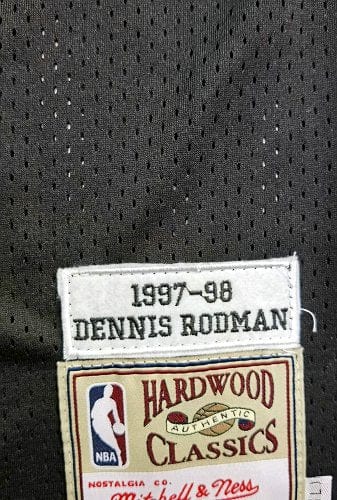 1997-98
DENNIS RODMAN
HARDWOOD
AUTHENTIC
CLASSICS
NBA
NOSTALGIA CO.
Mitchell & Ness